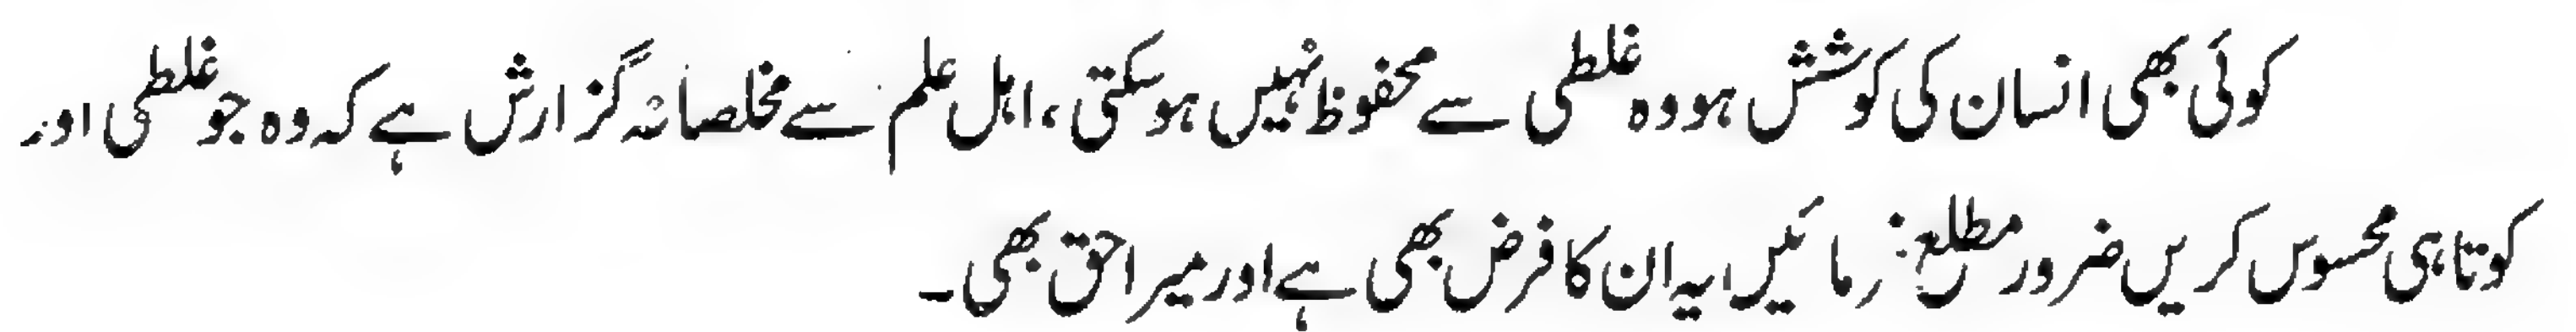 کوئی بھی انسان کی کوشش ہو وہ غلطی سے محفوظ نہیں ہوسکتی، اہل علم سے مخلصانہ گزارش ہے کہ وہ جو غلطی اور
کوتاہی محسوس کریں ضرور مطلع فرمائیں، یہ ان کا فرض بھی ہے اور میرا حق بھی۔